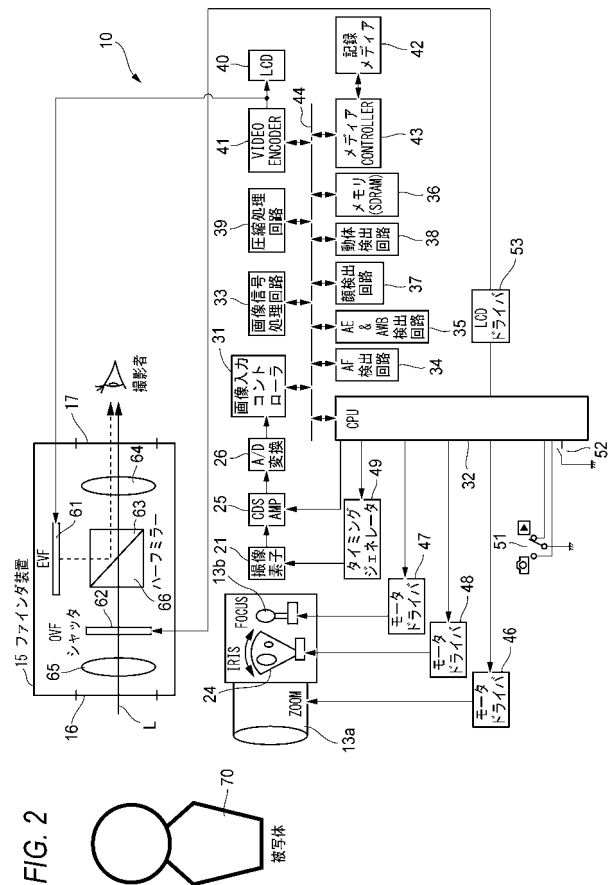 FIG. 2
被写体
70
10
15 ファインダ装置
16
L
65
OVF
シャッタ
62
EVF
61
66
63
ハーフミラー
64
17
撮影者
13a
ZOOM
24
IRIS
FOCUS
13b
21
撮像
素子
25
CDS
AMP
26
A/D
変換
31
画像入力
コント
ローラ
33
画像信号
処理回路
39
圧縮処理
回路
41
VIDEO
ENCODER
40
LCD
44
CPU
32
AF
検出
回路
34
AE
&
AWB
検出
回路
35
顔検出
回路
37
動体
検出
回路
38
メモリ
(SDRAM)
36
メディア
CONTROLLER
43
記録
メディア
42
タイミング
ジェネレータ
49
モータ
ドライバ
47
モータ
ドライバ
48
モータ
ドライバ
46
51
52
LCD
ドライバ
53